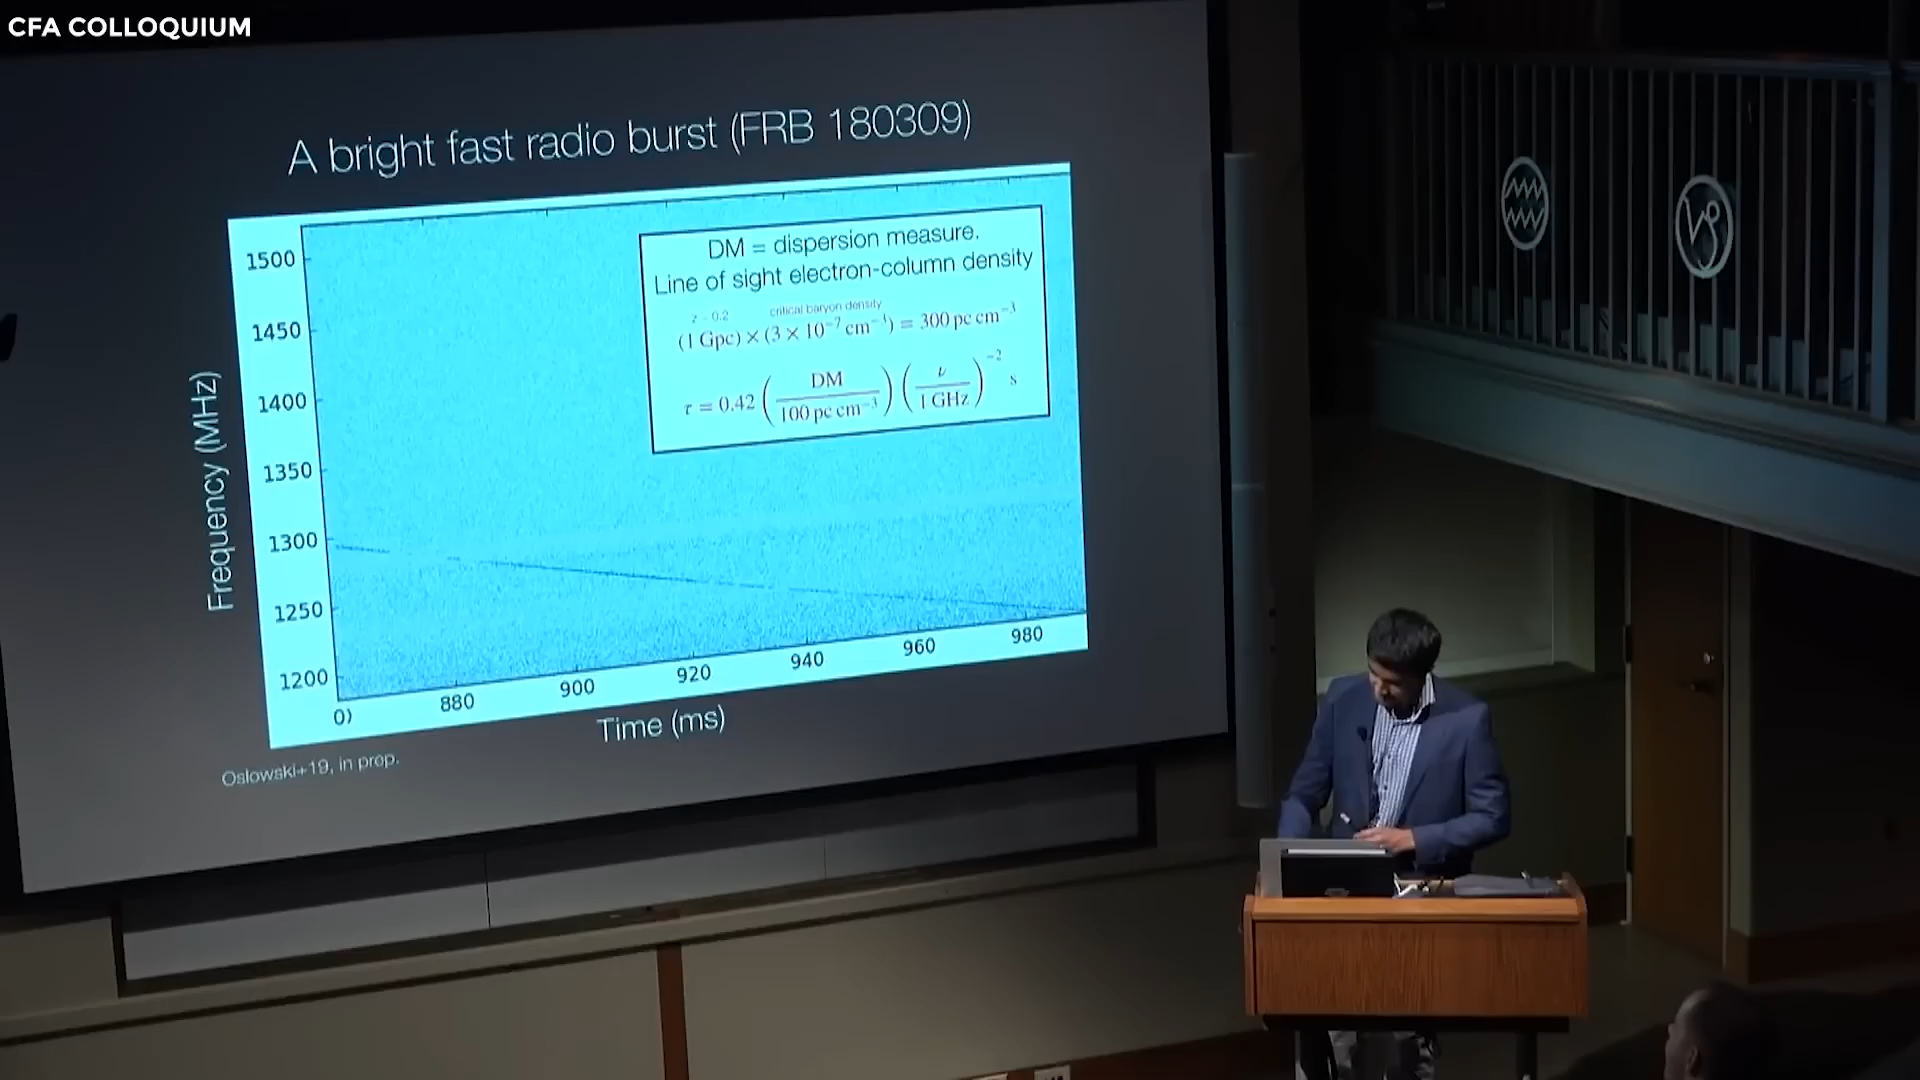 CFA COLLOQUIUM
A bright fast radio burst (FRB 180309)
DM = dispersion measure.
Line of sight electron-column density
z ~ 0.2 critical baryon density
(1 Gpc) × (3 × 10⁻⁷ cm⁻³) = 300 pc cm⁻³
τ = 0.42 (DM / 100 pc cm⁻³) (ν / 1 GHz)⁻² s
Frequency (MHz)
1500
1450
1400
1350
1300
1250
1200
0) 880 900 920 940 960 980
Time (ms)
Oslowski+19, in prep.